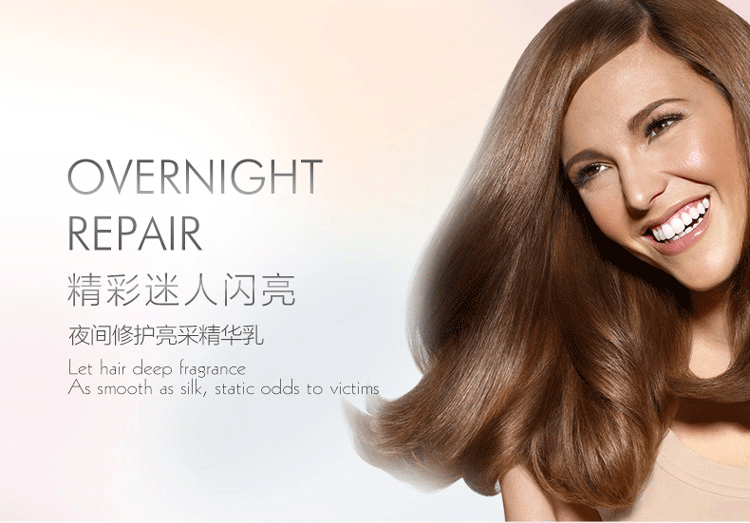 OVERNIGHT
REPAIR
精彩迷人闪亮
夜间修护亮采精华乳
Let hair deep fragrance
As smooth as silk, static odds to victims